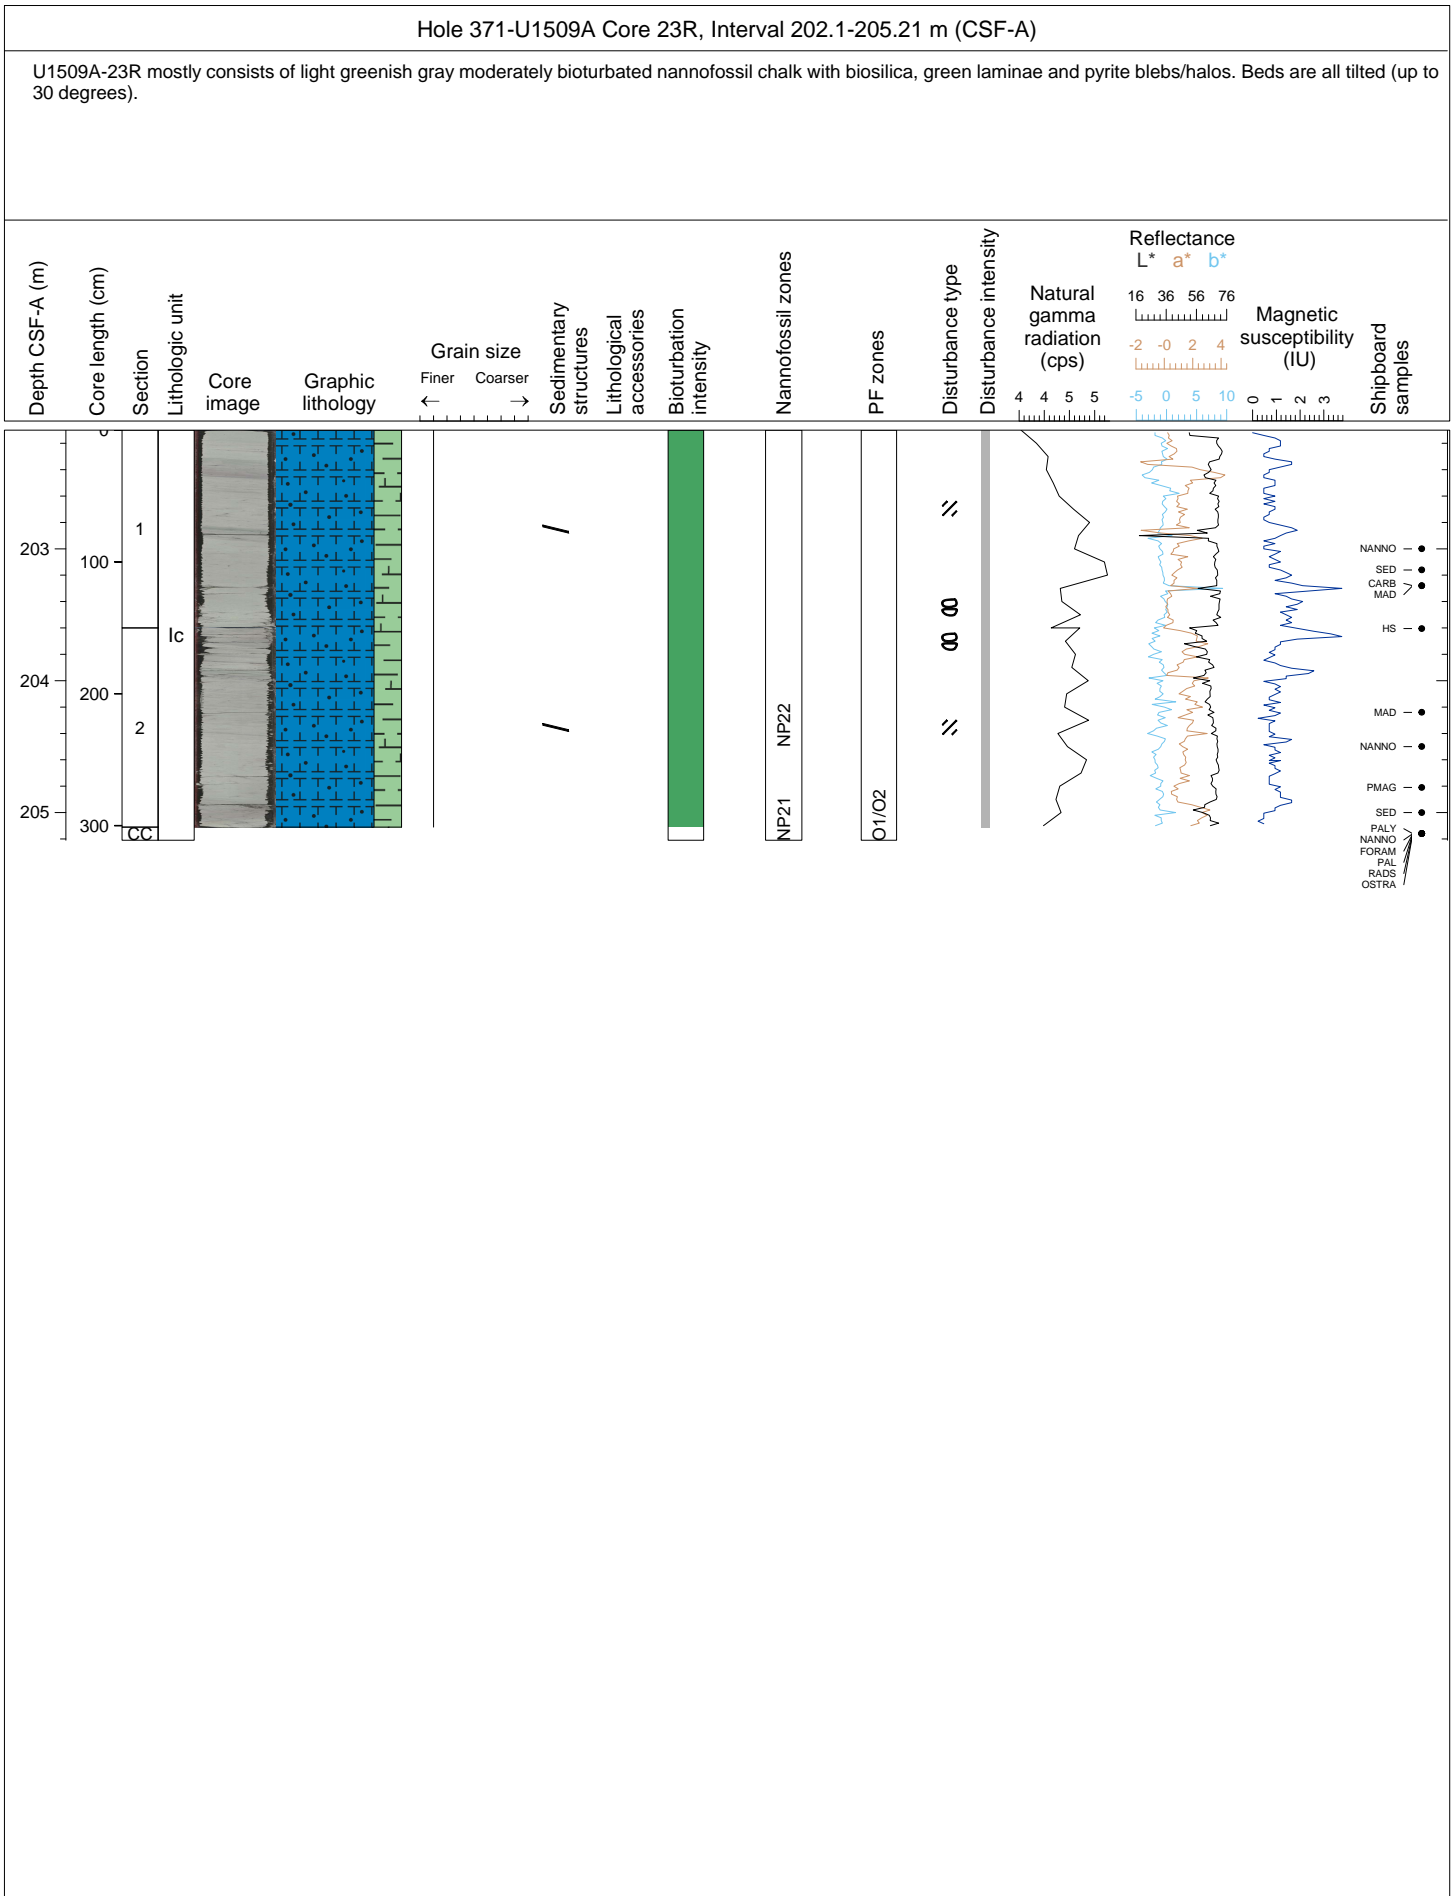 Hole 371-U1509A Core 23R, Interval 202.1-205.21 m (CSF-A)
U1509A-23R mostly consists of light greenish gray moderately bioturbated nannofossil chalk with biosilica, green laminae and pyrite blebs/halos. Beds are all tilted (up to
30 degrees).
Depth CSF-A (m)
Core length (cm)
Section
Lithologic unit
Core
image
Graphic
lithology
Grain size
Finer Coarser
← →
Sedimentary
structures
Lithological
accessories
Bioturbation
intensity
Nannofossil zones
PF zones
Disturbance type
Disturbance intensity
Natural
gamma
radiation
(cps)
4 4 5 5
Reflectance
L* a* b*
16 36 56 76
-2 -0 2 4
-5 0 5 10
Magnetic
susceptibility
(IU)
0 1 2 3
Shipboard
samples
0
203
100
204
200
205
300
1
2
CC
Ic
NP22
NP21
O1/O2
NANNO
SED
CARB
MAD
HS
MAD
NANNO
PMAG
SED
PALY
NANNO
FORAM
PAL
RADS
OSTRA